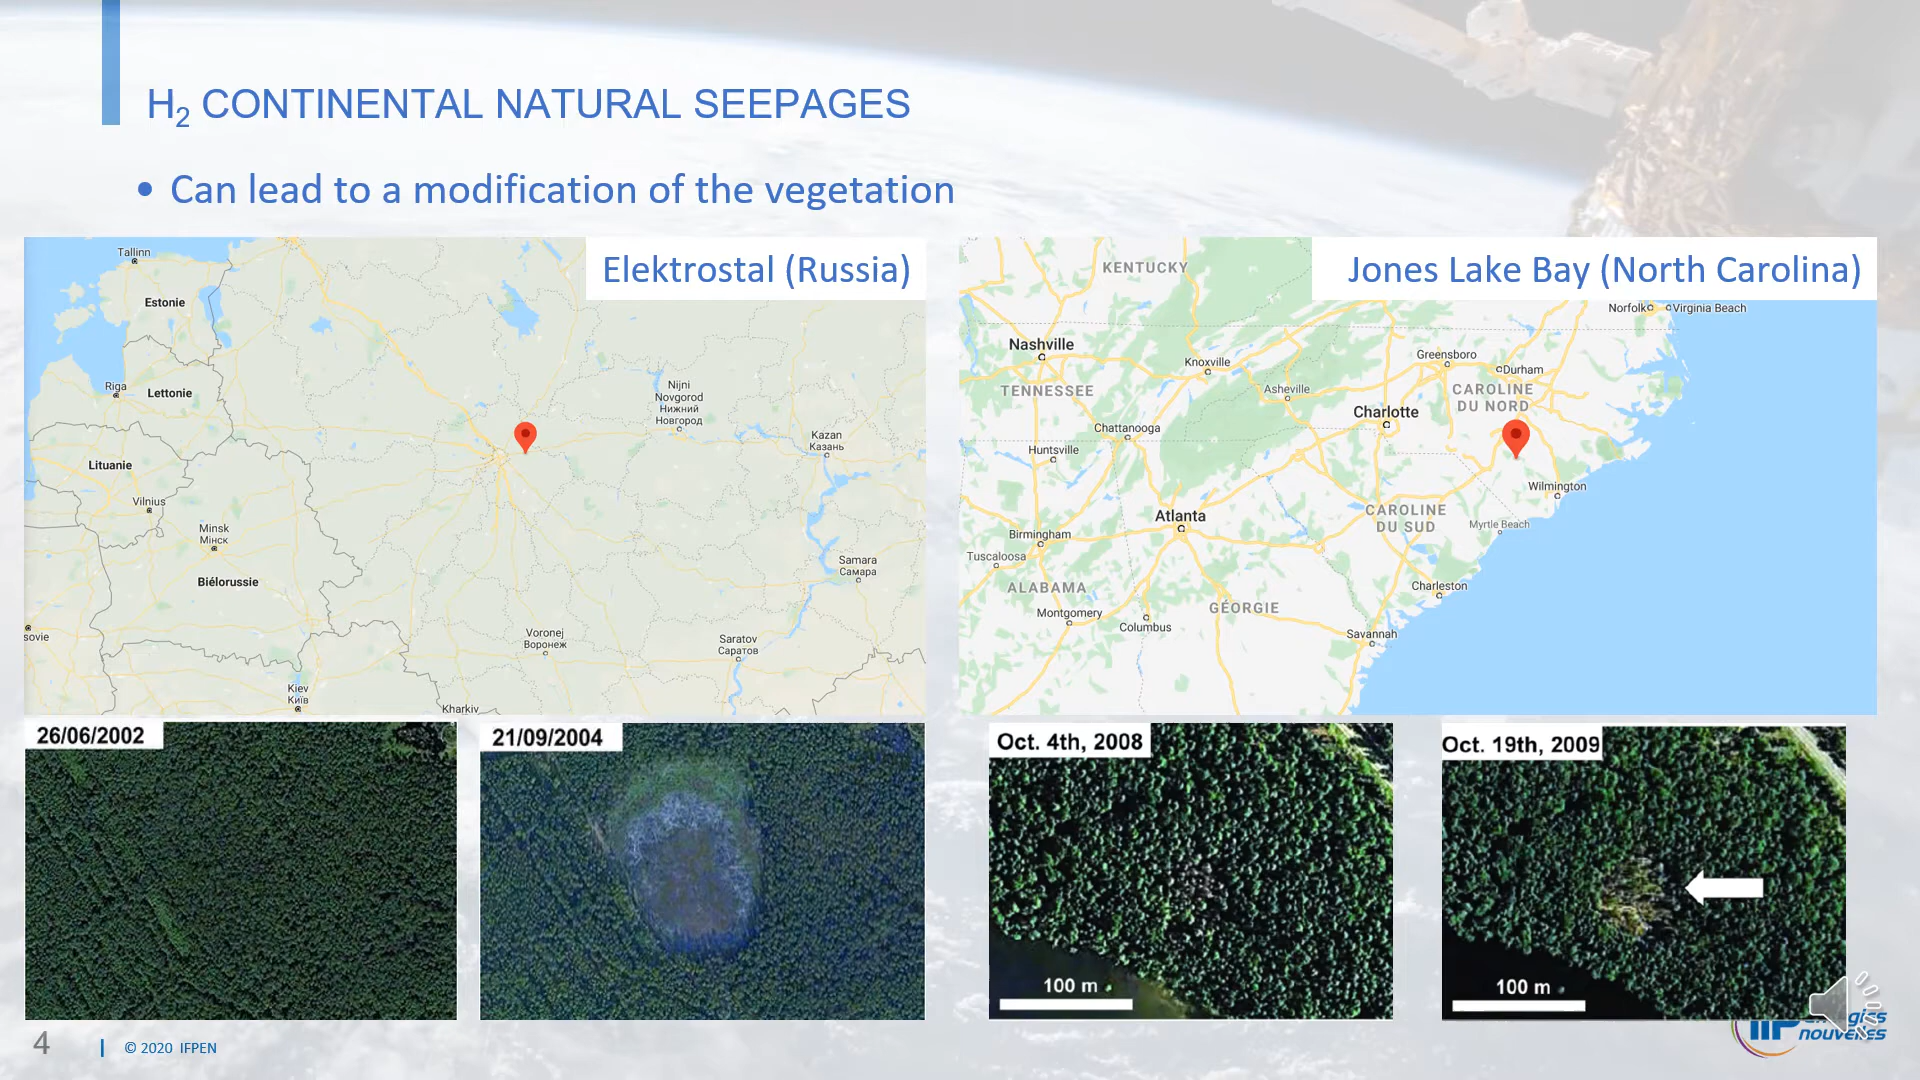 H2 CONTINENTAL NATURAL SEEPAGES
• Can lead to a modification of the vegetation
Elektrostal (Russia)
Tallinn
Estonie
Riga
Lettonie
Nijni
Novgorod
Нижний
Новгород
Kazan
Казань
Lituanie
Vilnius
Minsk
Мінск
Biélorussie
Samara
Самара
sovie
Voronej
Воронеж
Saratov
Саратов
Kiev
Київ
Kharkiv
Jones Lake Bay (North Carolina)
KENTUCKY
Norfolk
Virginia Beach
Nashville
Knoxville
Greensboro
Durham
TENNESSEE
Asheville
CAROLINE
DU NORD
Charlotte
Chattanooga
Huntsville
Wilmington
Atlanta
CAROLINE
DU SUD
Myrtle Beach
Birmingham
Tuscaloosa
ALABAMA
Charleston
Montgomery
GÉORGIE
Columbus
Savannah
26/06/2002
21/09/2004
Oct. 4th, 2008
100 m
Oct. 19th, 2009
100 m
4
© 2020 IFPEN
nouvelles